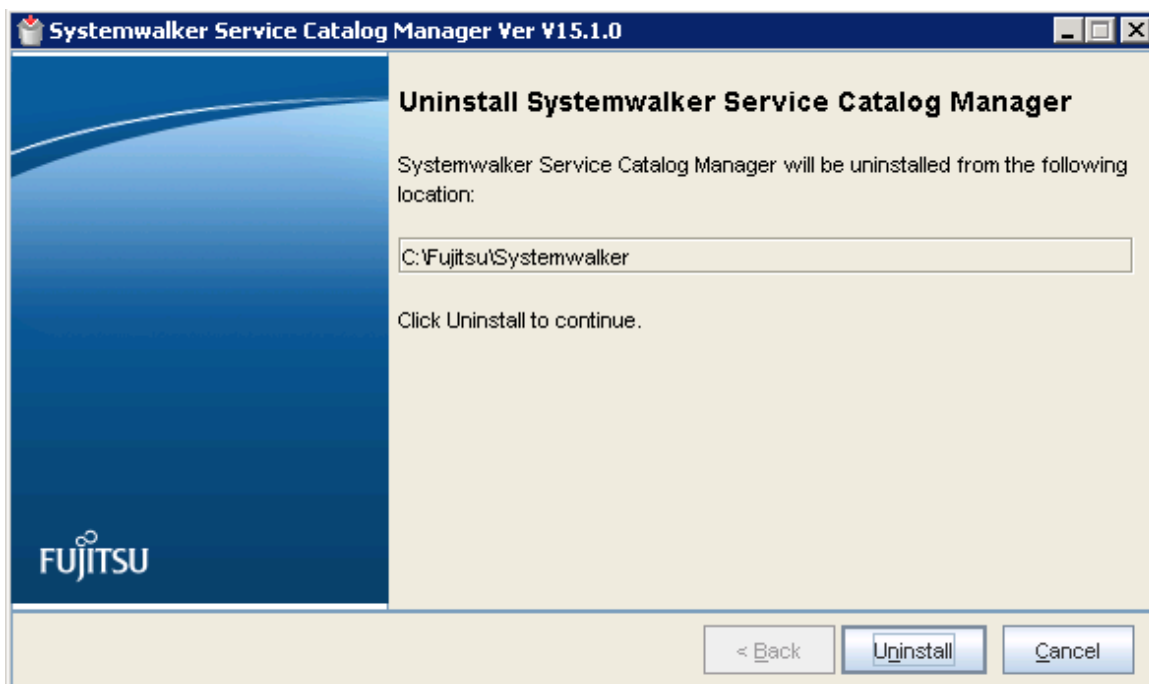 Systemwalker Service Catalog Manager Ver V15.1.0
Uninstall Systemwalker Service Catalog Manager
Systemwalker Service Catalog Manager will be uninstalled from the following
location:
C:\Fujitsu\Systemwalker
Click Uninstall to continue.
FUJITSU
< Back
Uninstall
Cancel